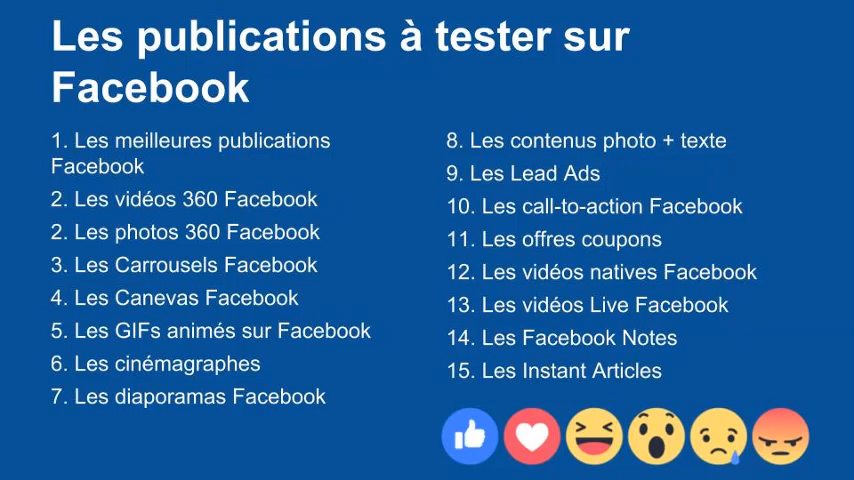 Les publications à tester sur
Facebook
1. Les meilleures publications
Facebook
2. Les vidéos 360 Facebook
2. Les photos 360 Facebook
3. Les Carrousels Facebook
4. Les Canevas Facebook
5. Les GIFs animés sur Facebook
6. Les cinémagraphes
7. Les diaporamas Facebook
8. Les contenus photo + texte
9. Les Lead Ads
10. Les call-to-action Facebook
11. Les offres coupons
12. Les vidéos natives Facebook
13. Les vidéos Live Facebook
14. Les Facebook Notes
15. Les Instant Articles